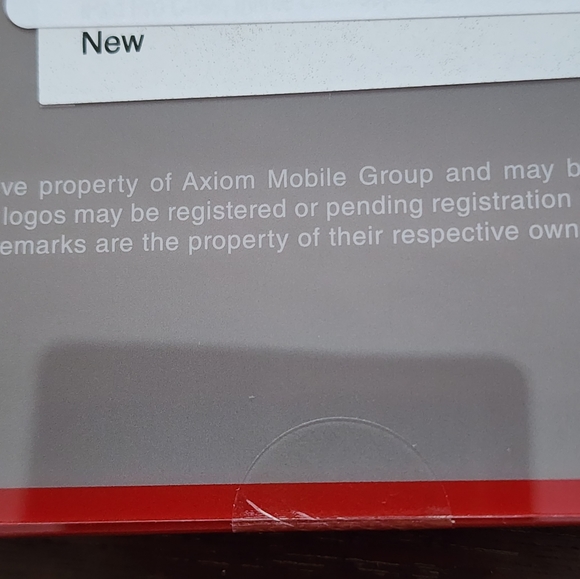 New
ve property of Axiom Mobile Group and may b
logos may be registered or pending registration
emarks are the property of their respective own